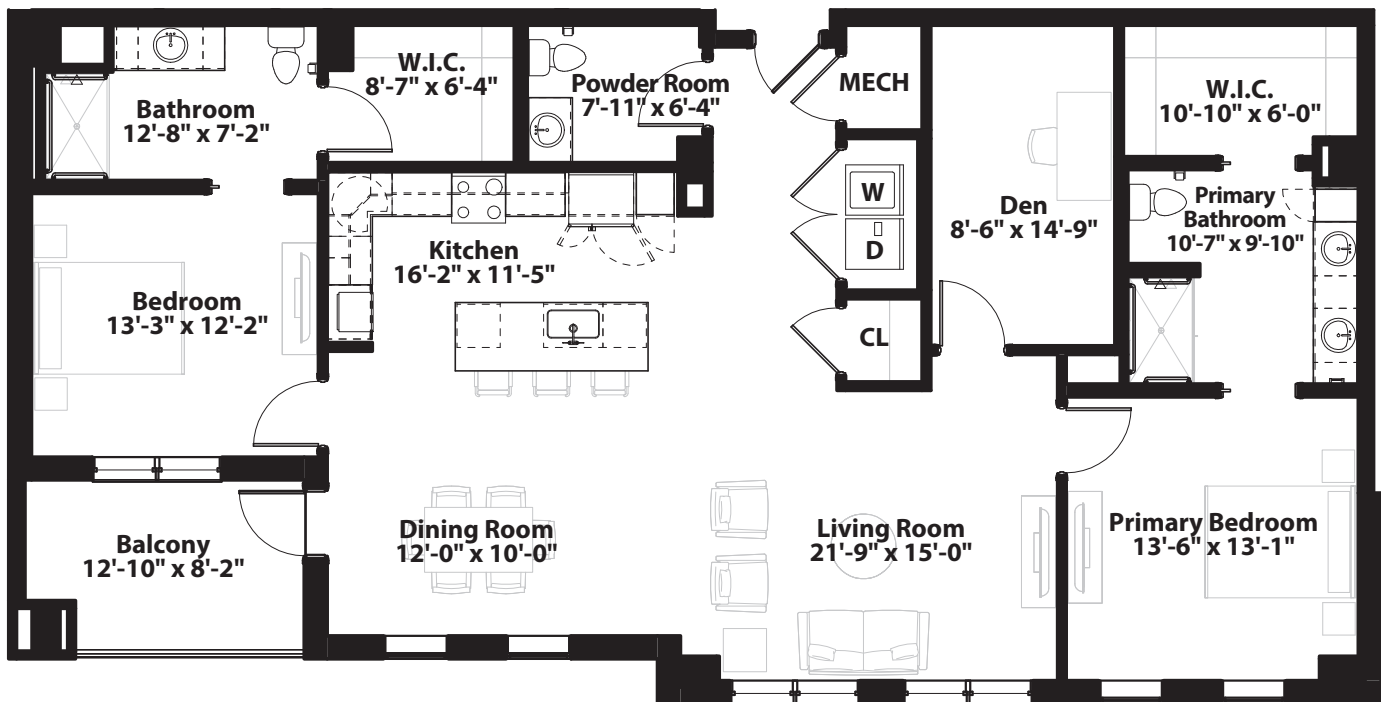 W.I.C.
8'-7" x 6'-4"
Powder Room
7'-11" x 6'-4"
MECH
W.I.C.
10'-10" x 6'-0"
Bathroom
12'-8" x 7'-2"
W
D
Den
8'-6" x 14'-9"
Primary
Bathroom
10'-7" x 9'-10"
Kitchen
16'-2" x 11'-5"
Bedroom
13'-3" x 12'-2"
CL
Balcony
12'-10" x 8'-2"
Dining Room
12'-0" x 10'-0"
Living Room
21'-9" x 15'-0"
Primary Bedroom
13'-6" x 13'-1"